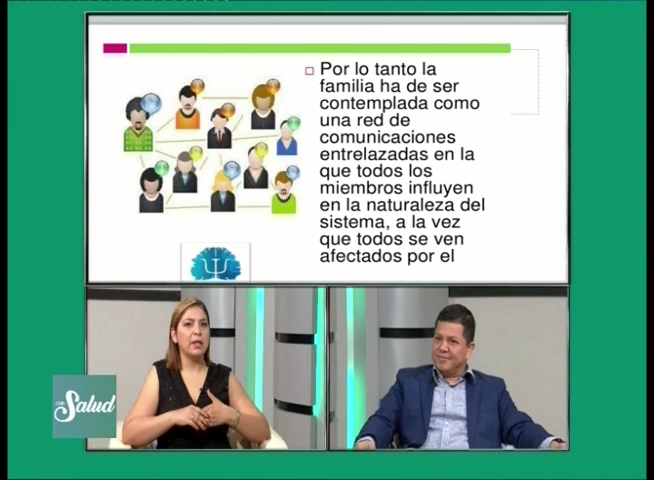 Por lo tanto la
familia ha de ser
contemplada como
una red de
comunicaciones
entrelazadas en la
que todos los
miembros influyen
en la naturaleza del
sistema, a la vez
que todos se ven
afectados por el
Ψ
con
Salud